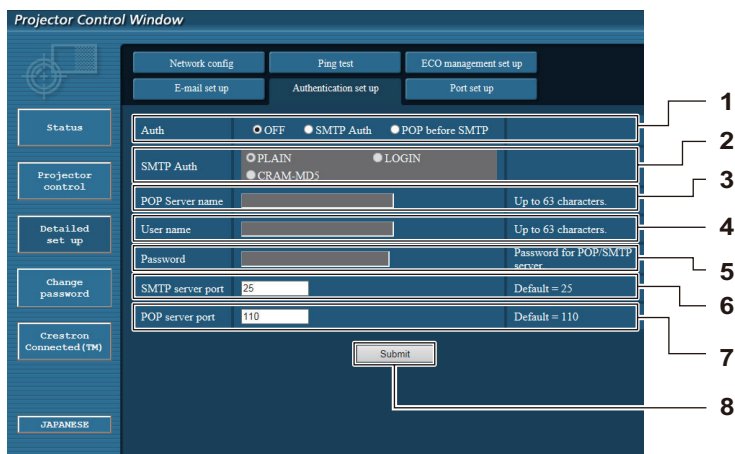 Projector Control Window
Network config Ping test ECO management set up
E-mail set up Authentication set up Port set up
Status
Projector
control
Detailed
set up
Change
password
Crestron
Connected(TM)
JAPANESE
Auth OFF SMTP Auth POP before SMTP
SMTP Auth PLAIN LOGIN
CRAM-MD5
POP Server name Up to 63 characters.
User name Up to 63 characters.
Password Password for POP/SMTP
server
SMTP server port 25 Default = 25
POP server port 110 Default = 110
Submit
1
2
3
4
5
6
7
8